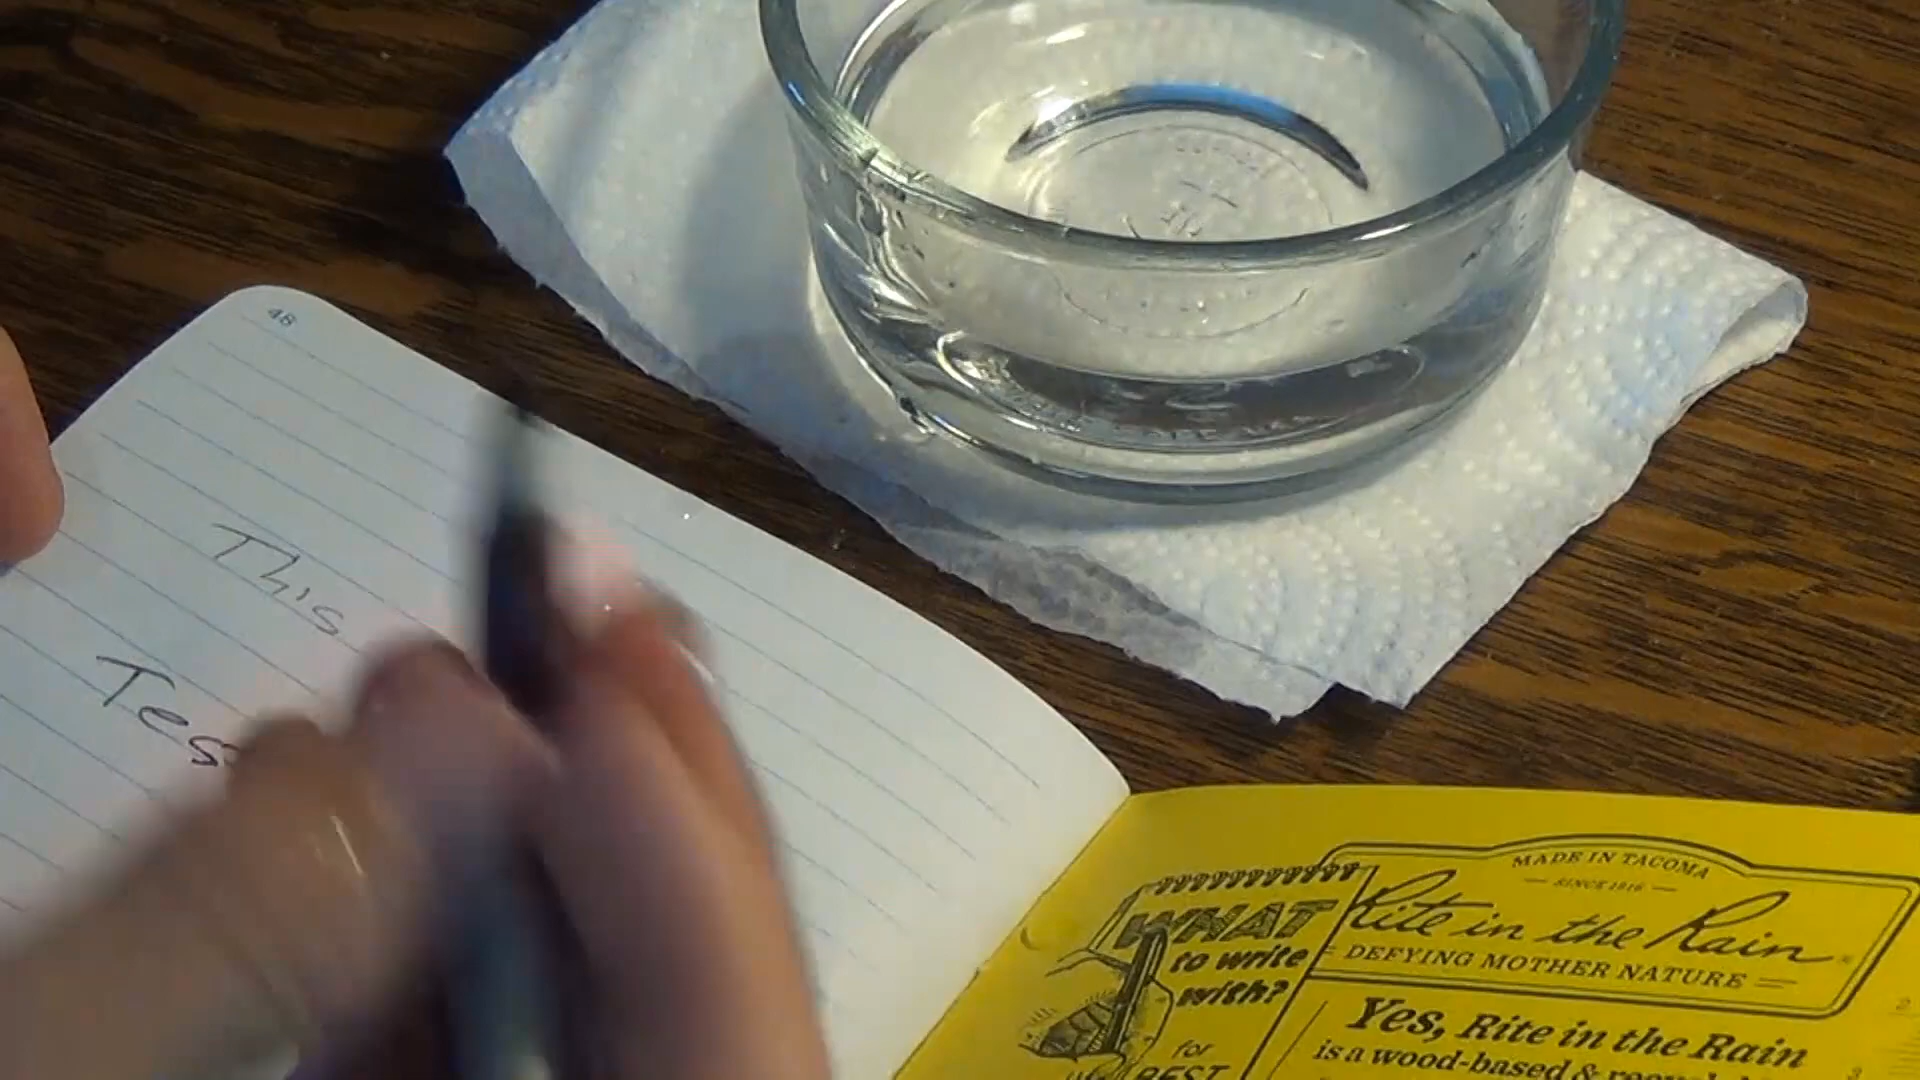 48
This
Tes
MADE IN TACOMA
SINCE 1916
Rite in the Rain
DEFYING MOTHER NATURE
WHAT
to write
with?
for
BEST
Yes, Rite in the Rain
is a wood-based &